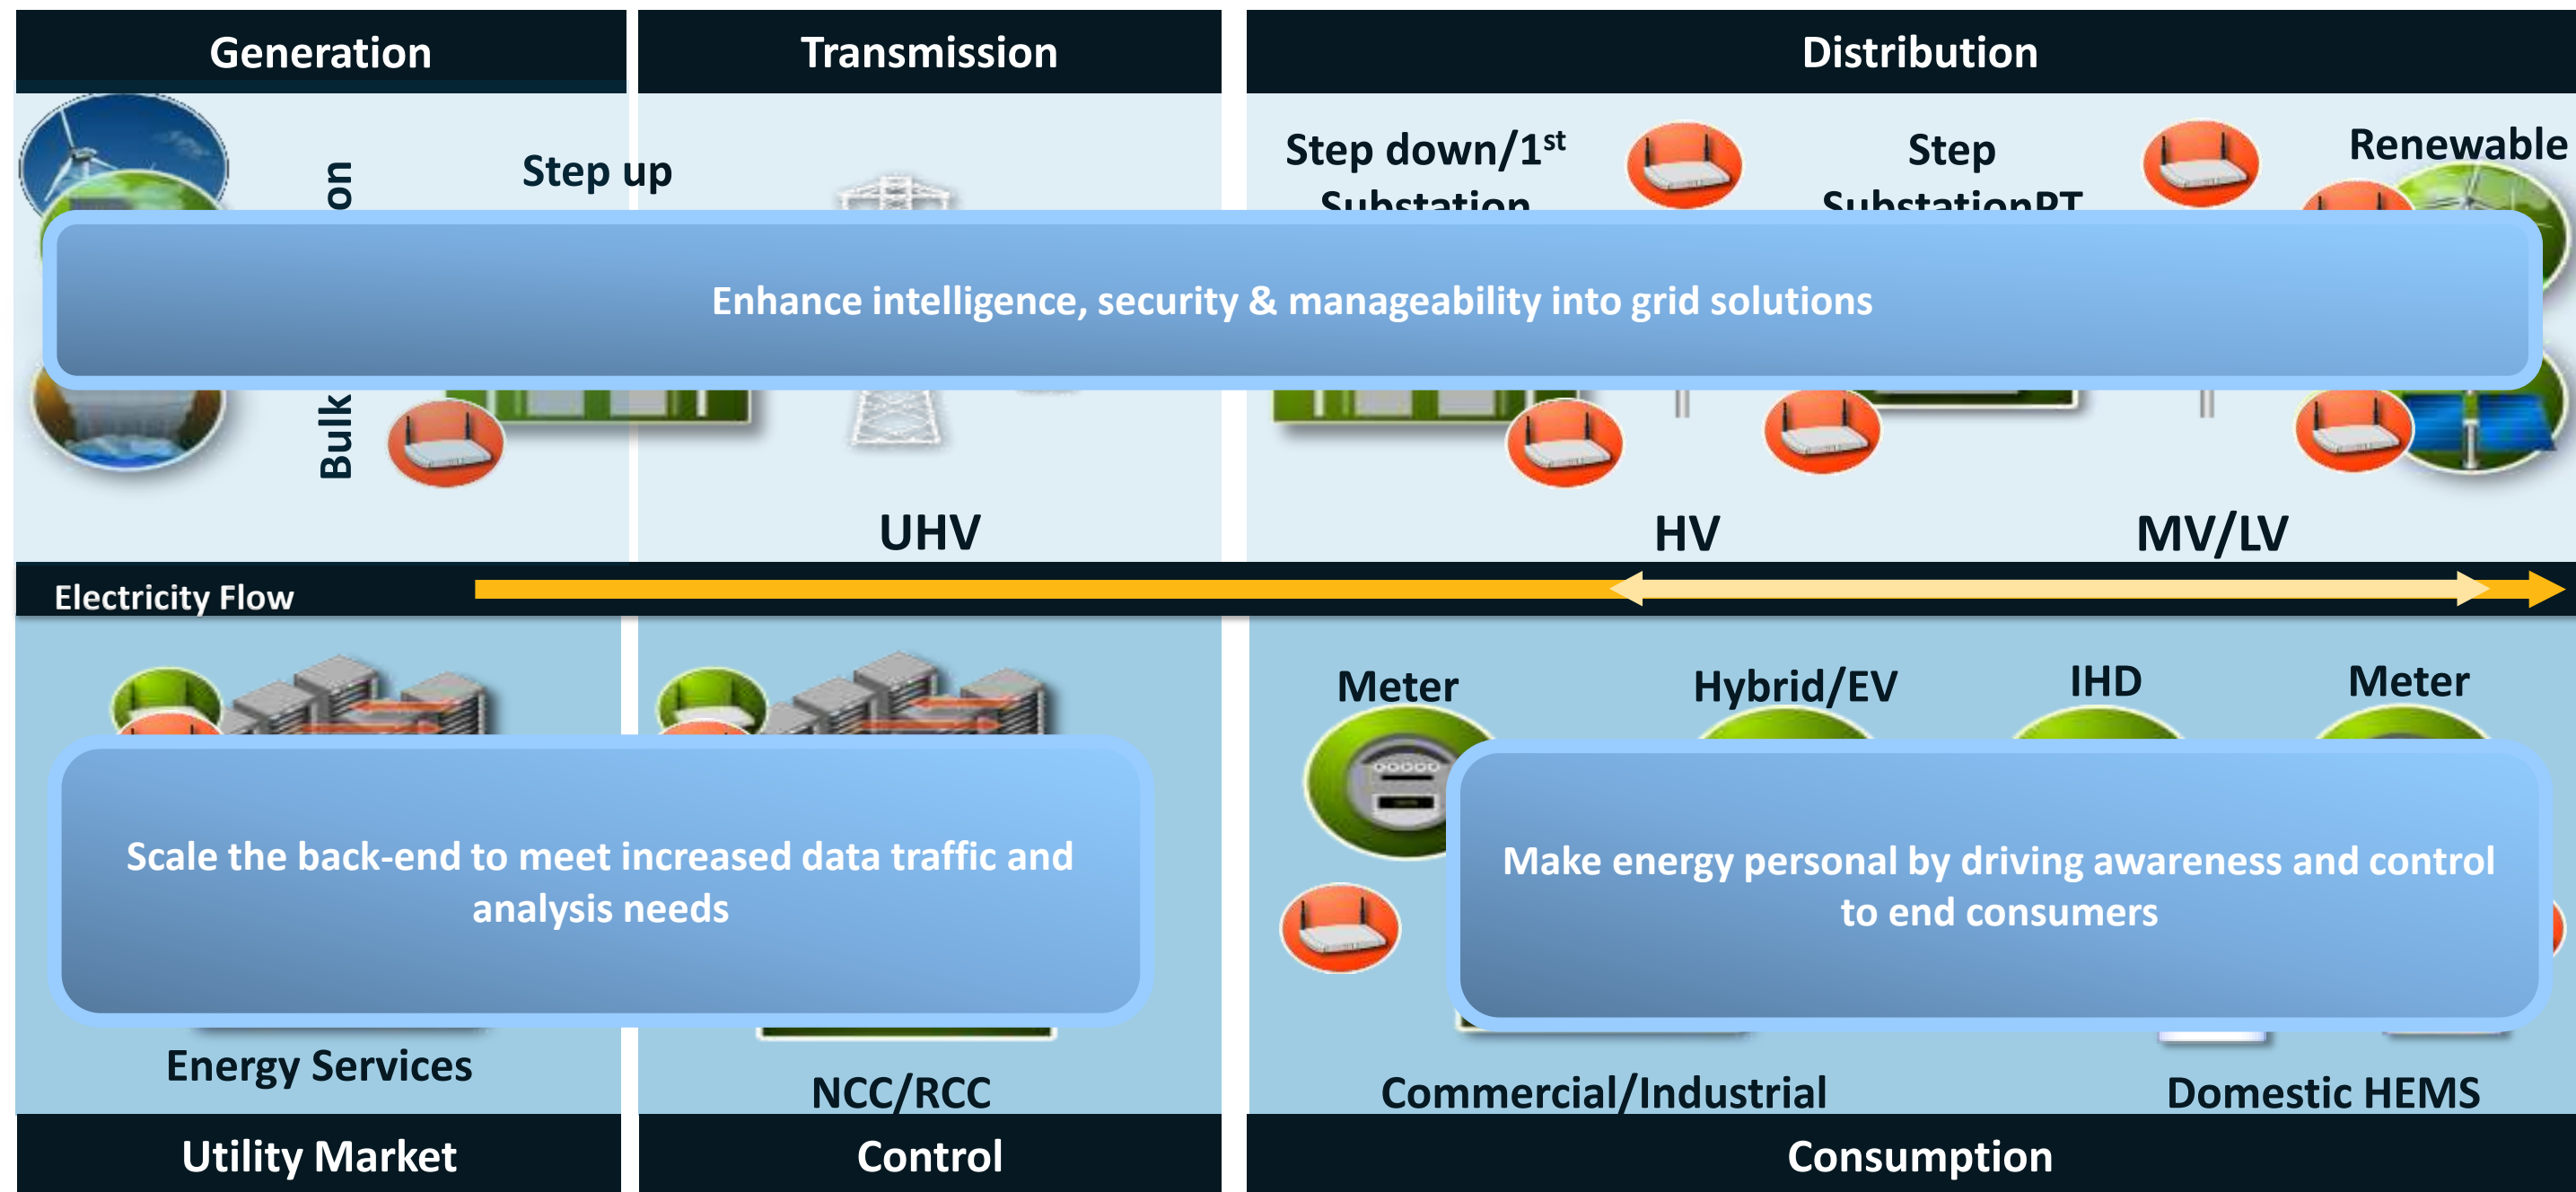 Generation
Transmission
Distribution
Step up
Step down/1st
Substation
Step
SubstationPT
Renewable
Bulk
on
Enhance intelligence, security & manageability into grid solutions
UHV
HV
MV/LV
Electricity Flow
Meter
Hybrid/EV
IHD
Meter
Scale the back-end to meet increased data traffic and
analysis needs
Make energy personal by driving awareness and control
to end consumers
Energy Services
NCC/RCC
Commercial/Industrial
Domestic HEMS
Utility Market
Control
Consumption